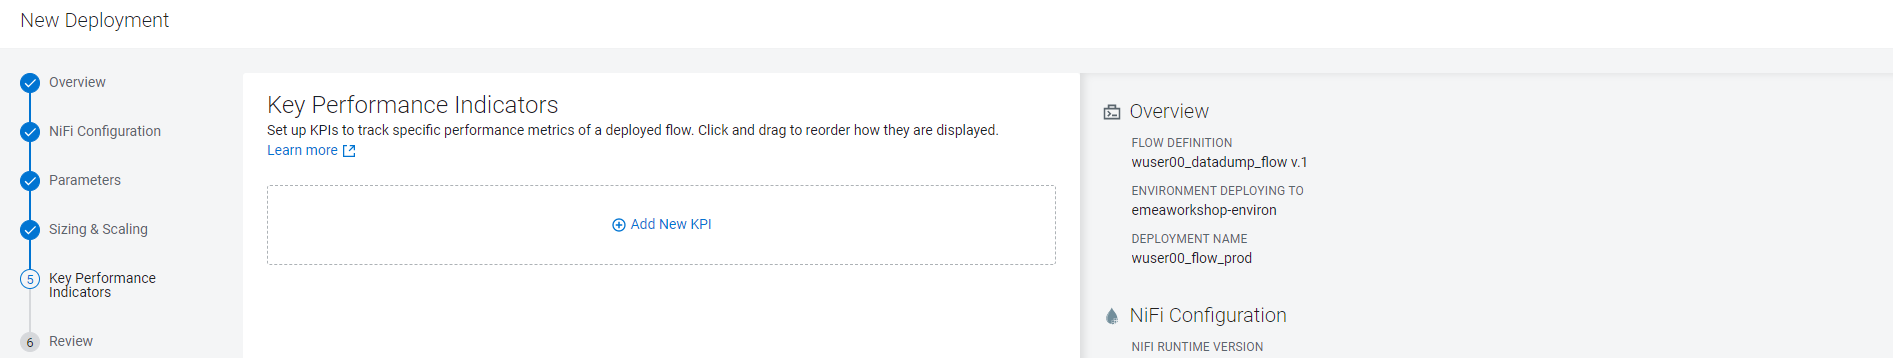 New Deployment
Overview
NiFi Configuration
Parameters
Sizing & Scaling
5
Key Performance
Indicators
6
Review
Key Performance Indicators
Set up KPIs to track specific performance metrics of a deployed flow. Click and drag to reorder how they are displayed.
Learn more
Add New KPI
Overview
FLOW DEFINITION
wuser00_datadump_flow v.1
ENVIRONMENT DEPLOYING TO
emeaworkshop-environ
DEPLOYMENT NAME
wuser00_flow_prod
NiFi Configuration
NIFI RUNTIME VERSION